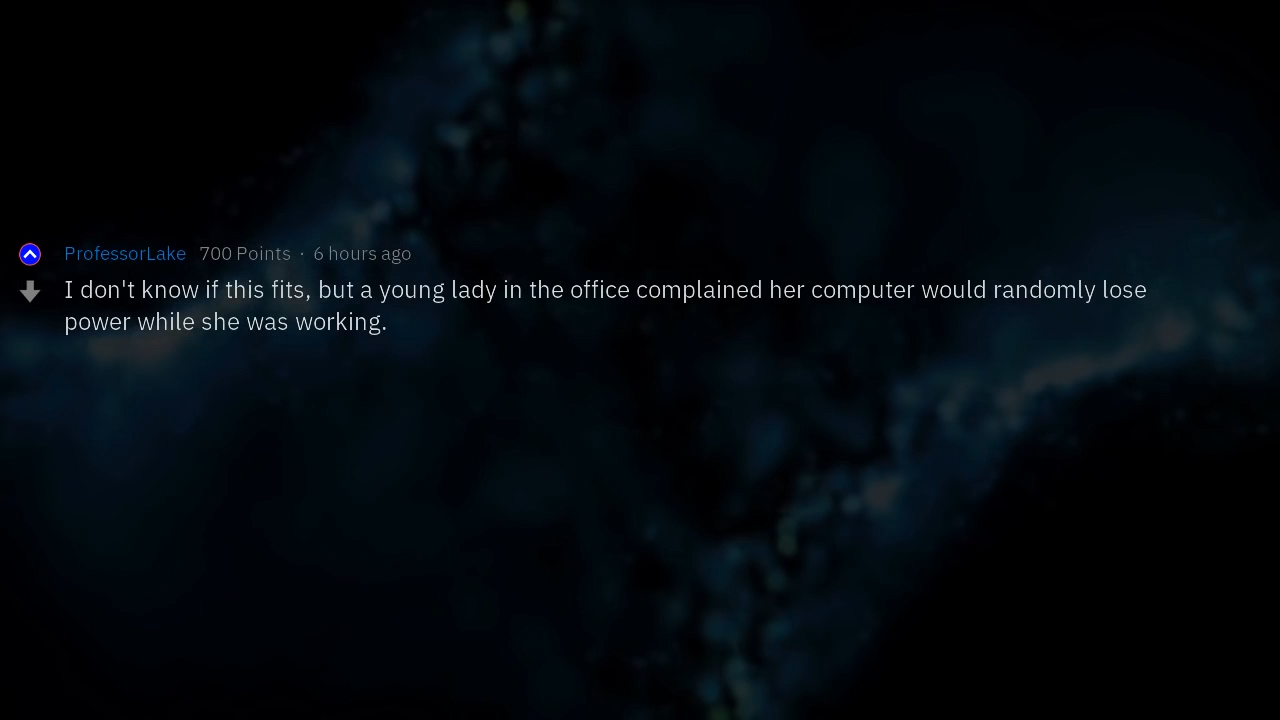 ProfessorLake 700 Points · 6 hours ago
I don't know if this fits, but a young lady in the office complained her computer would randomly lose
power while she was working.